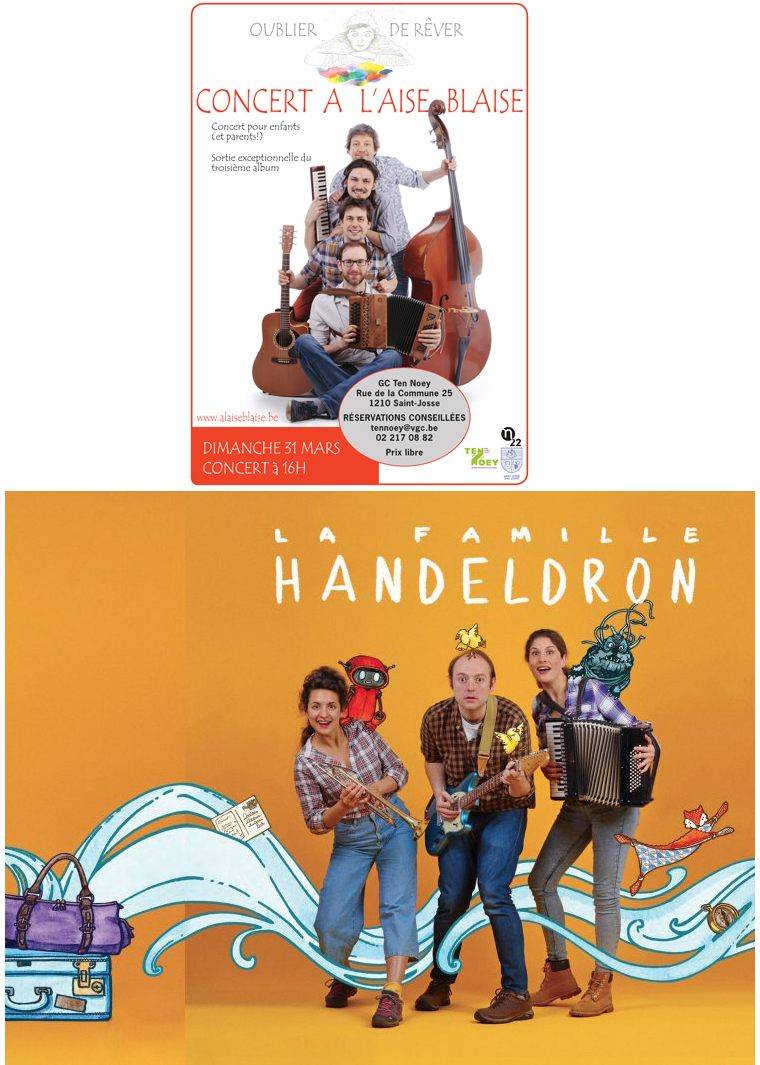 OUBLIER DE RÊVER
CONCERT A L'AISE BLAISE
Concert pour enfants
(et parents!)
Sortie exceptionnelle du
troisième album
www.alaiseblaise.be
GC Ten Noey
Rue de la Commune 25
1210 Saint-Josse
RÉSERVATIONS CONSEILLÉES
tennoey@vgc.be
02 217 08 82
Prix libre
DIMANCHE 31 MARS
CONCERT à 16H
n
22
TEN
NOEY
LA FAMILLE
HANDELDRON